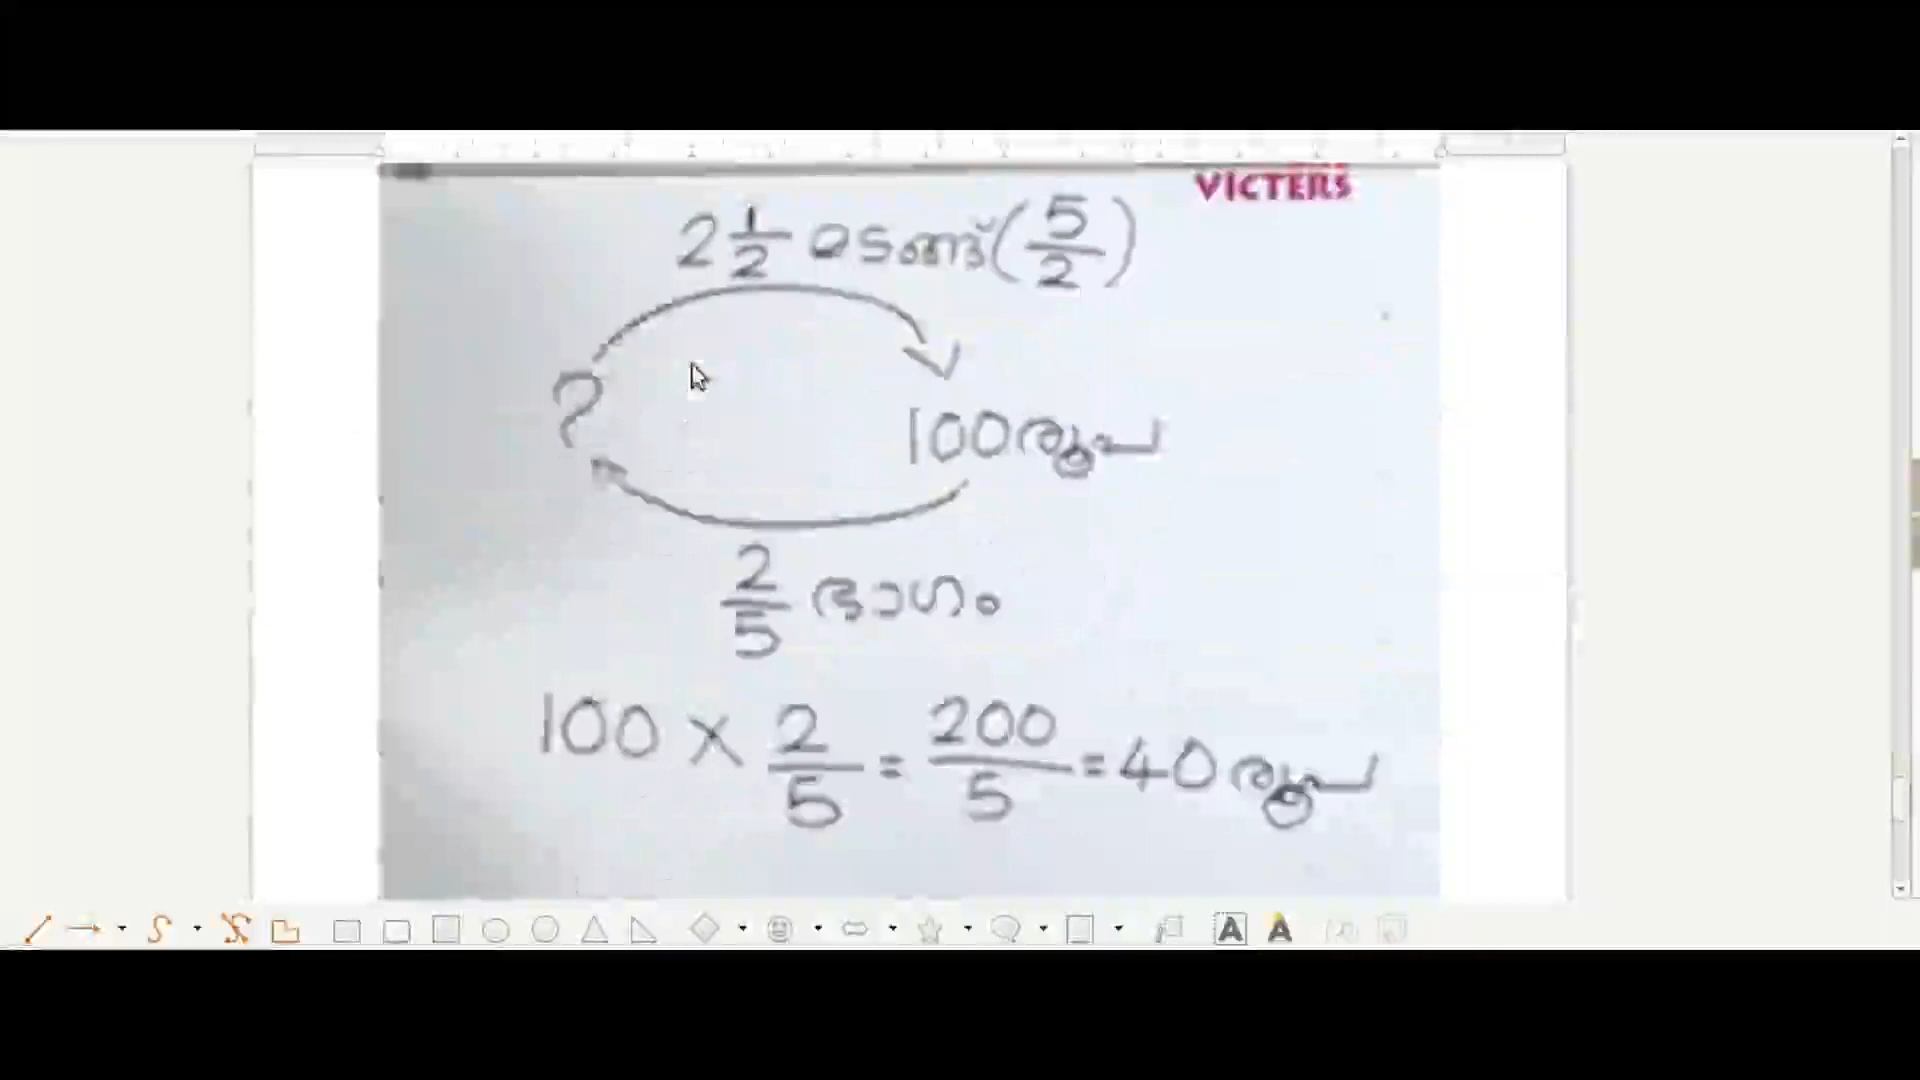 VICTERS
2 1/2 മടങ്ങ് (5/2)
?
100 രൂപ
2/5 ഭാഗം
100 × 2/5 = 200/5 = 40 രൂപ
A A